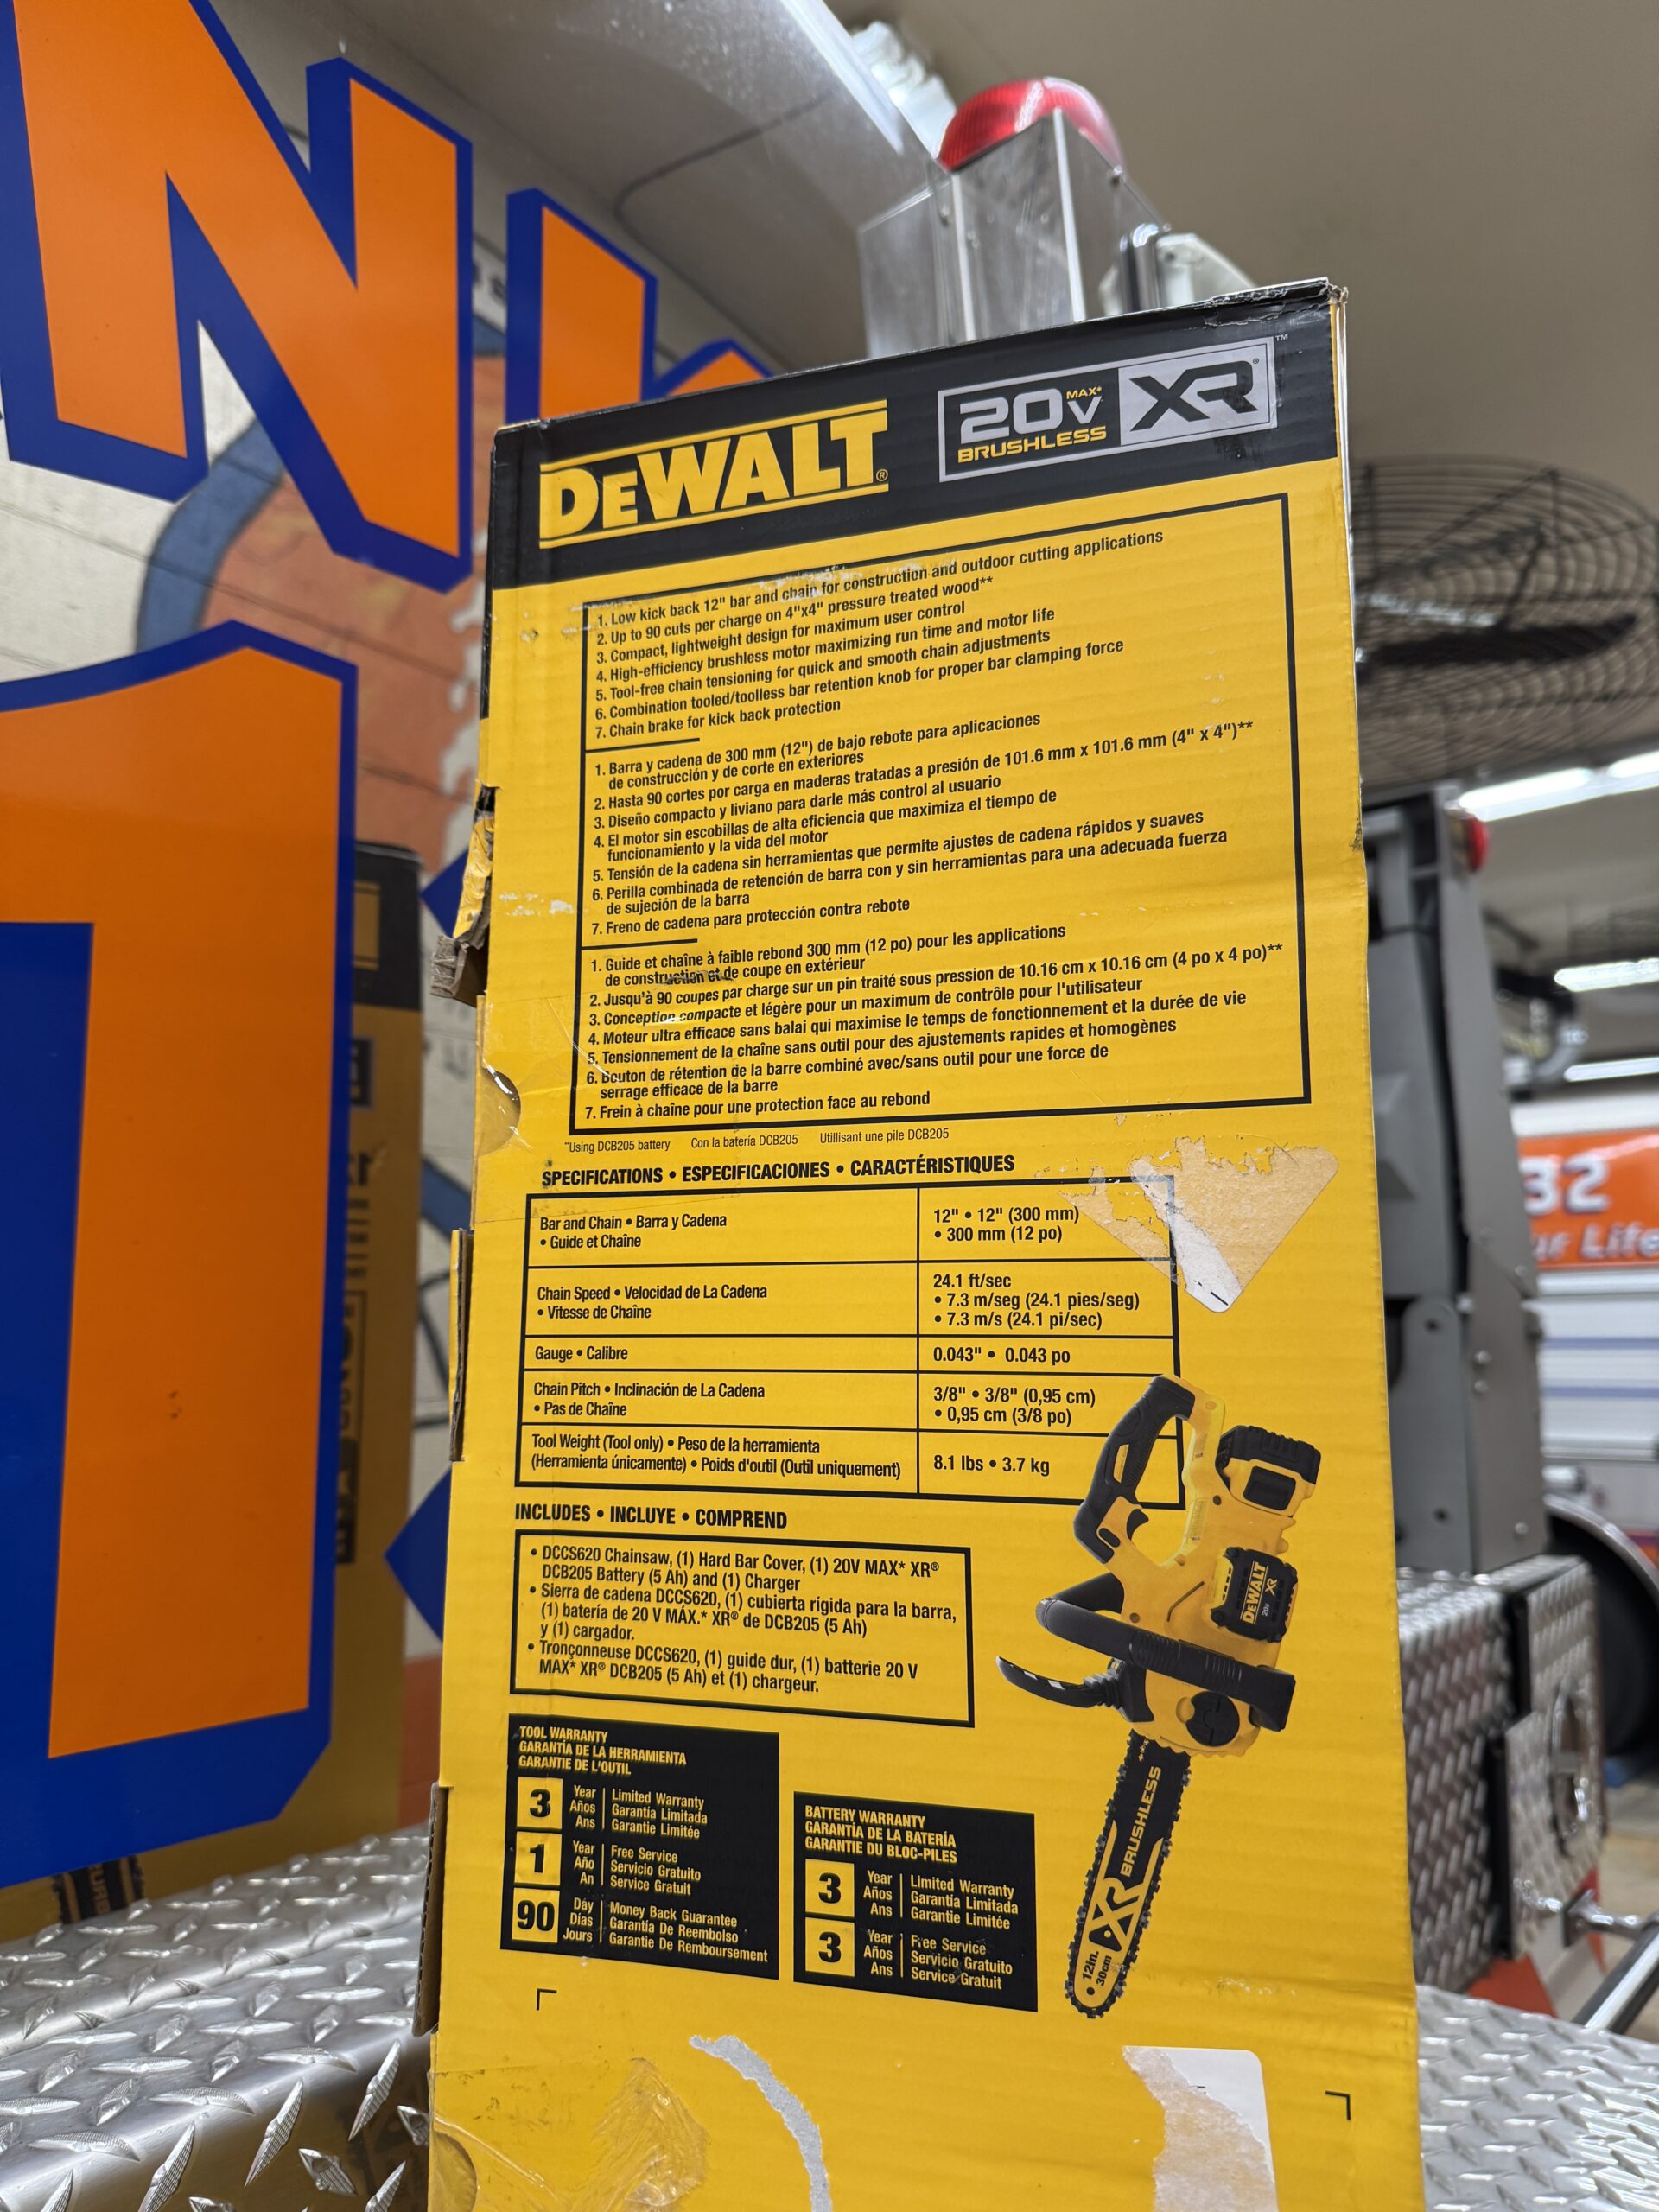 DEWALT®
20V MAX* XR™
BRUSHLESS
1. Low kick back 12" bar and chain for construction and outdoor cutting applications
2. Up to 90 cuts per charge on 4"x4" pressure treated wood**
3. Compact, lightweight design for maximum user control
4. High-efficiency brushless motor maximizing run time and motor life
5. Tool-free chain tensioning for quick and smooth chain adjustments
6. Combination tooled/toolless bar retention knob for proper bar clamping force
7. Chain brake for kick back protection
1. Barra y cadena de 300 mm (12") de bajo rebote para aplicaciones
de construcción y de corte en exteriores
2. Hasta 90 cortes por carga en maderas tratadas a presión de 101.6 mm x 101.6 mm (4" x 4")**
3. Diseño compacto y liviano para darle más control al usuario
4. El motor sin escobillas de alta eficiencia que maximiza el tiempo de
funcionamiento y la vida del motor
5. Tensión de la cadena sin herramientas que permite ajustes de cadena rápidos y suaves
6. Perilla combinada de retención de barra con y sin herramientas para una adecuada fuerza
de sujeción de la barra
7. Freno de cadena para protección contra rebote
1. Guide et chaîne à faible rebond 300 mm (12 po) pour les applications
de construction et de coupe en extérieur
2. Jusqu'à 90 coupes par charge sur un pin traité sous pression de 10.16 cm x 10.16 cm (4 po x 4 po)**
3. Conception compacte et légère pour un maximum de contrôle pour l'utilisateur
4. Moteur ultra efficace sans balai qui maximise le temps de fonctionnement et la durée de vie
5. Tensionnement de la chaîne sans outil pour des ajustements rapides et homogènes
6. Bouton de rétention de la barre combiné avec/sans outil pour une force de
serrage efficace de la barre
7. Frein à chaîne pour une protection face au rebond
**Using DCB205 battery Con la batería DCB205 Utillisant une pile DCB205
SPECIFICATIONS • ESPECIFICACIONES • CARACTÉRISTIQUES
Bar and Chain • Barra y Cadena
• Guide et Chaîne
12" • 12" (300 mm)
• 300 mm (12 po)
Chain Speed • Velocidad de La Cadena
• Vitesse de Chaîne
24.1 ft/sec
• 7.3 m/seg (24.1 pies/seg)
• 7.3 m/s (24.1 pi/sec)
Gauge • Calibre
0.043" • 0.043 po
Chain Pitch • Inclinación de La Cadena
• Pas de Chaîne
3/8" • 3/8" (0,95 cm)
• 0,95 cm (3/8 po)
Tool Weight (Tool only) • Peso de la herramienta
(Herramienta únicamente) • Poids d'outil (Outil uniquement)
8.1 lbs • 3.7 kg
INCLUDES • INCLUYE • COMPREND
• DCCS620 Chainsaw, (1) Hard Bar Cover, (1) 20V MAX* XR®
DCB205 Battery (5 Ah) and (1) Charger
• Sierra de cadena DCCS620, (1) cubierta rígida para la barra,
(1) batería de 20 V MÁX.* XR® de DCB205 (5 Ah)
y (1) cargador.
• Tronçonneuse DCCS620, (1) guide dur, (1) batterie 20 V
MAX* XR® DCB205 (5 Ah) et (1) chargeur.
TOOL WARRANTY
GARANTÍA DE LA HERRAMIENTA
GARANTIE DE L'OUTIL
3 Year Años Ans
Limited Warranty
Garantía Limitada
Garantie Limitée
1 Year Año An
Free Service
Servicio Gratuito
Service Gratuit
90 Day Días Jours
Money Back Guarantee
Garantía De Reembolso
Garantie De Remboursement
BATTERY WARRANTY
GARANTÍA DE LA BATERÍA
GARANTIE DU BLOC-PILES
3 Year Años Ans
Limited Warranty
Garantía Limitada
Garantie Limitée
3 Year Años Ans
Free Service
Servicio Gratuito
Service Gratuit
DEWALT
XR
20V
XR BRUSHLESS
12in.
30cm
N
1
32
ur Life